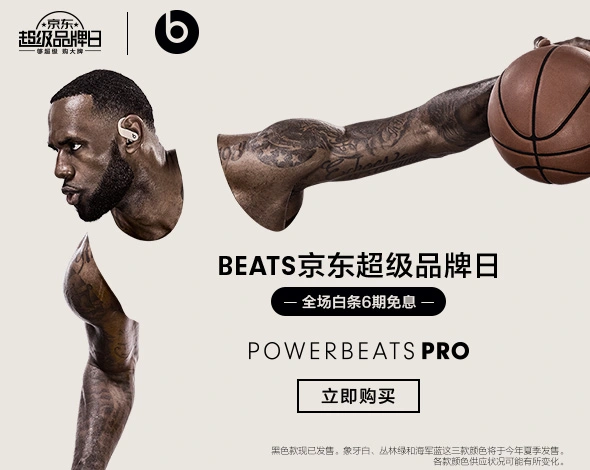 京东
超级品牌日
够超级 购大牌
b
BEATS京东超级品牌日
— 全场白条6期免息 —
POWERBEATS PRO
立即购买
黑色款现已发售。象牙白、丛林绿和海军蓝这三款颜色将于今年夏季发售。
各款颜色供应状况可能有所变化。